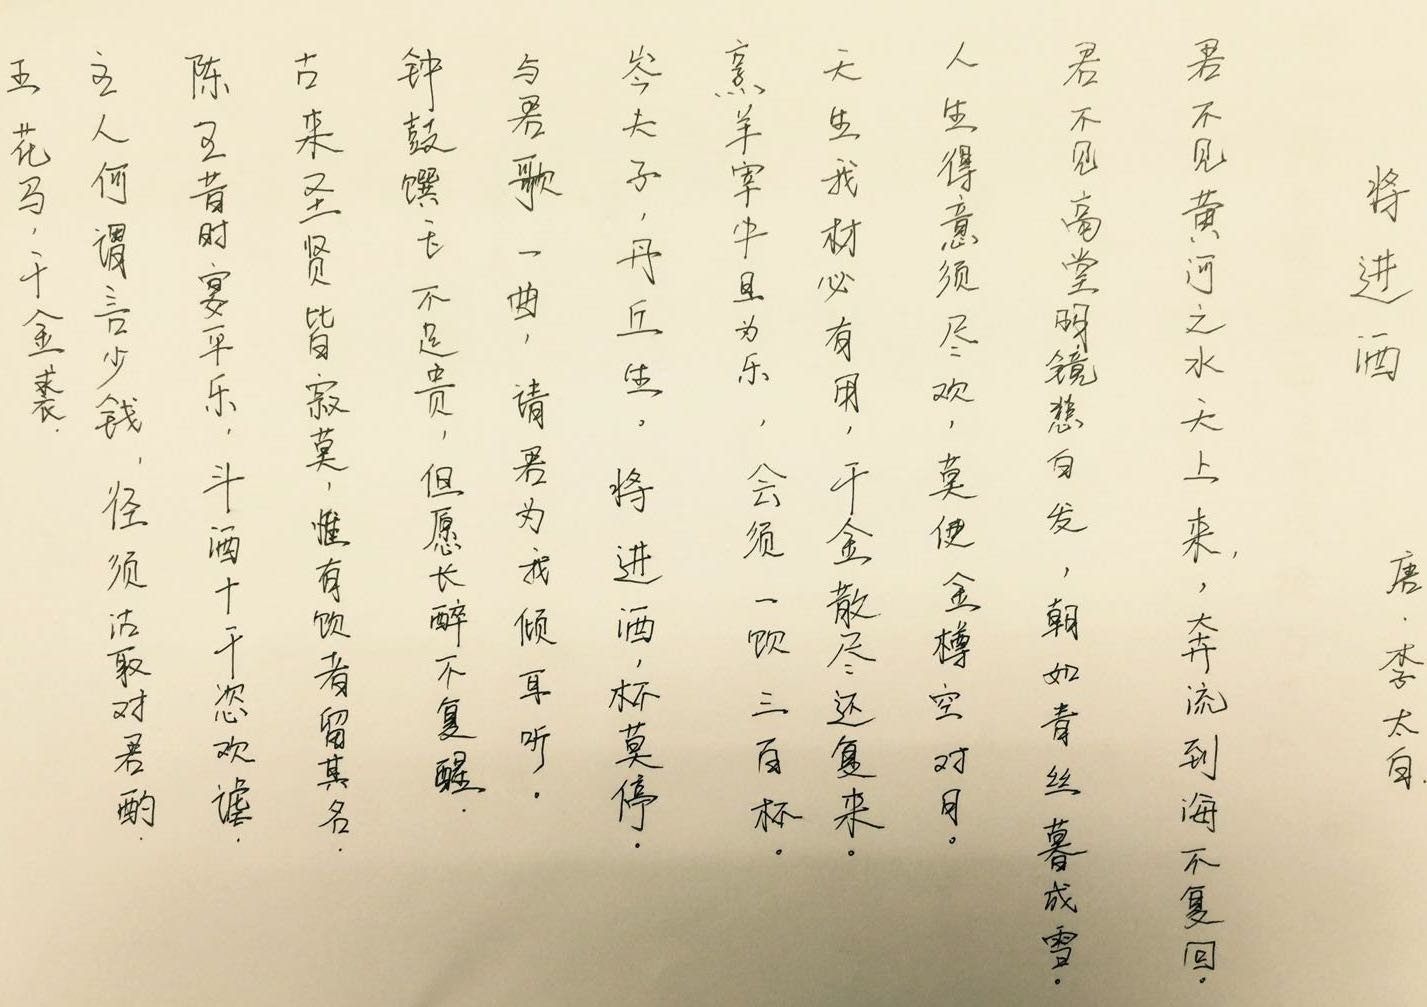 将进酒
唐·李太白.
君不见黄河之水天上来,奔流到海不复回。
君不见高堂明镜悲白发,朝如青丝暮成雪。
人生得意须尽欢,莫使金樽空对月。
天生我材必有用,千金散尽还复来。
烹羊宰牛且为乐,会须一饮三百杯。
岑夫子,丹丘生。将进酒,杯莫停。
与君歌一曲,请君为我倾耳听。
钟鼓馔玉不足贵,但愿长醉不复醒.
古来圣贤皆寂莫,惟有饮者留其名.
陈王昔时宴平乐,斗酒十千恣欢谑.
主人何谓言少钱,径须沽取对君酌.
五花马,千金裘.